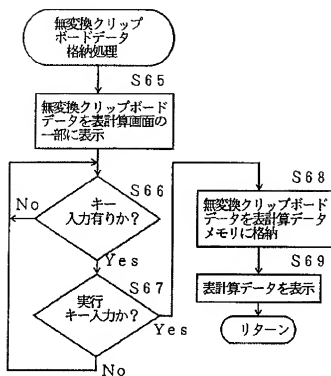 無変換クリップ
ボードデータ
格納処理
S65
無変換クリップボード
データを表計算画面の
一部に表示
S66
キー
入力有りか?
No
Yes
S67
実行
キー入力か?
Yes
No
S68
無変換クリップボード
データを表計算データ
メモリに格納
S69
表計算データを表示
リターン